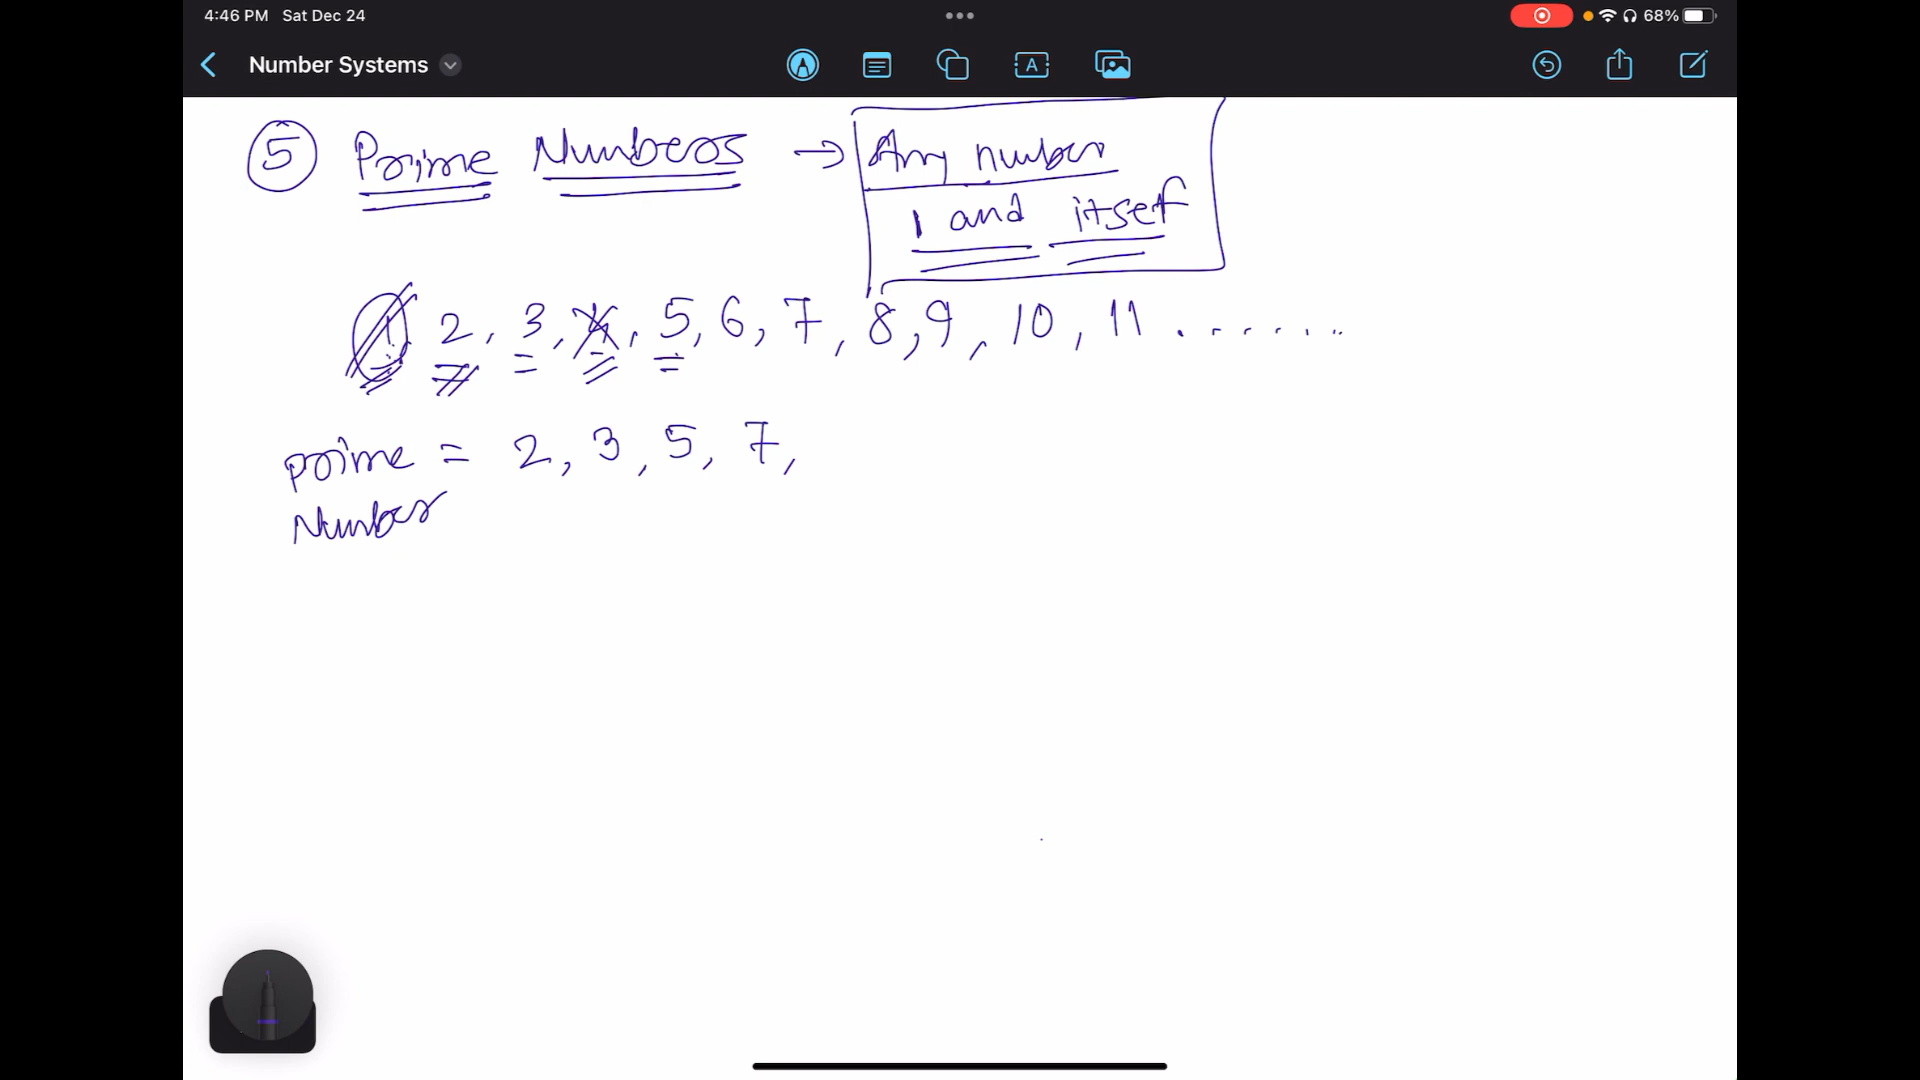 4:46 PM Sat Dec 24
68%
Number Systems
A
5 Prime Numbers → Any number
1 and itsef
1 2, 3, 4, 5, 6, 7, 8, 9, 10, 11 .......
prime = 2, 3, 5, 7,
Number